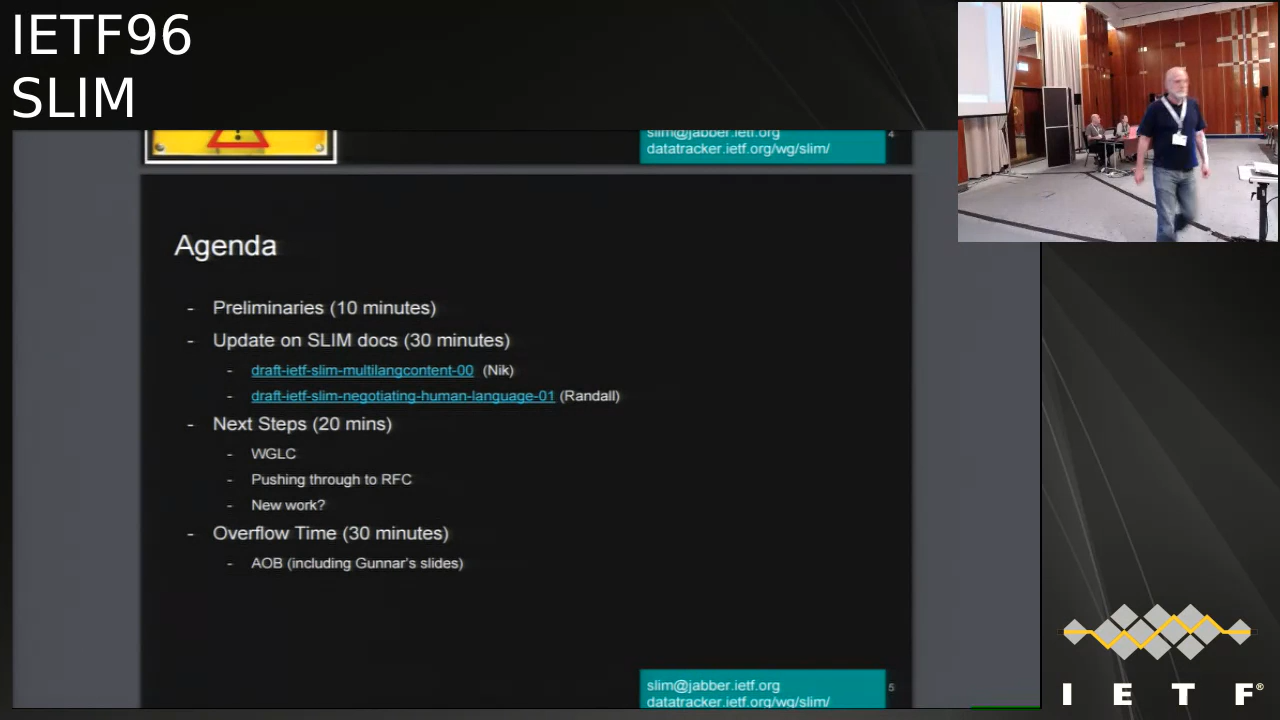 IETF96
SLIM
slim@jabber.ietf.org
datatracker.ietf.org/wg/slim/
4
Agenda
- Preliminaries (10 minutes)
- Update on SLIM docs (30 minutes)
- draft-ietf-slim-multilangcontent-00 (Nik)
- draft-ietf-slim-negotiating-human-language-01 (Randall)
- Next Steps (20 mins)
- WGLC
- Pushing through to RFC
- New work?
- Overflow Time (30 minutes)
- AOB (including Gunnar's slides)
slim@jabber.ietf.org
datatracker.ietf.org/wg/slim/
5
I E T F®